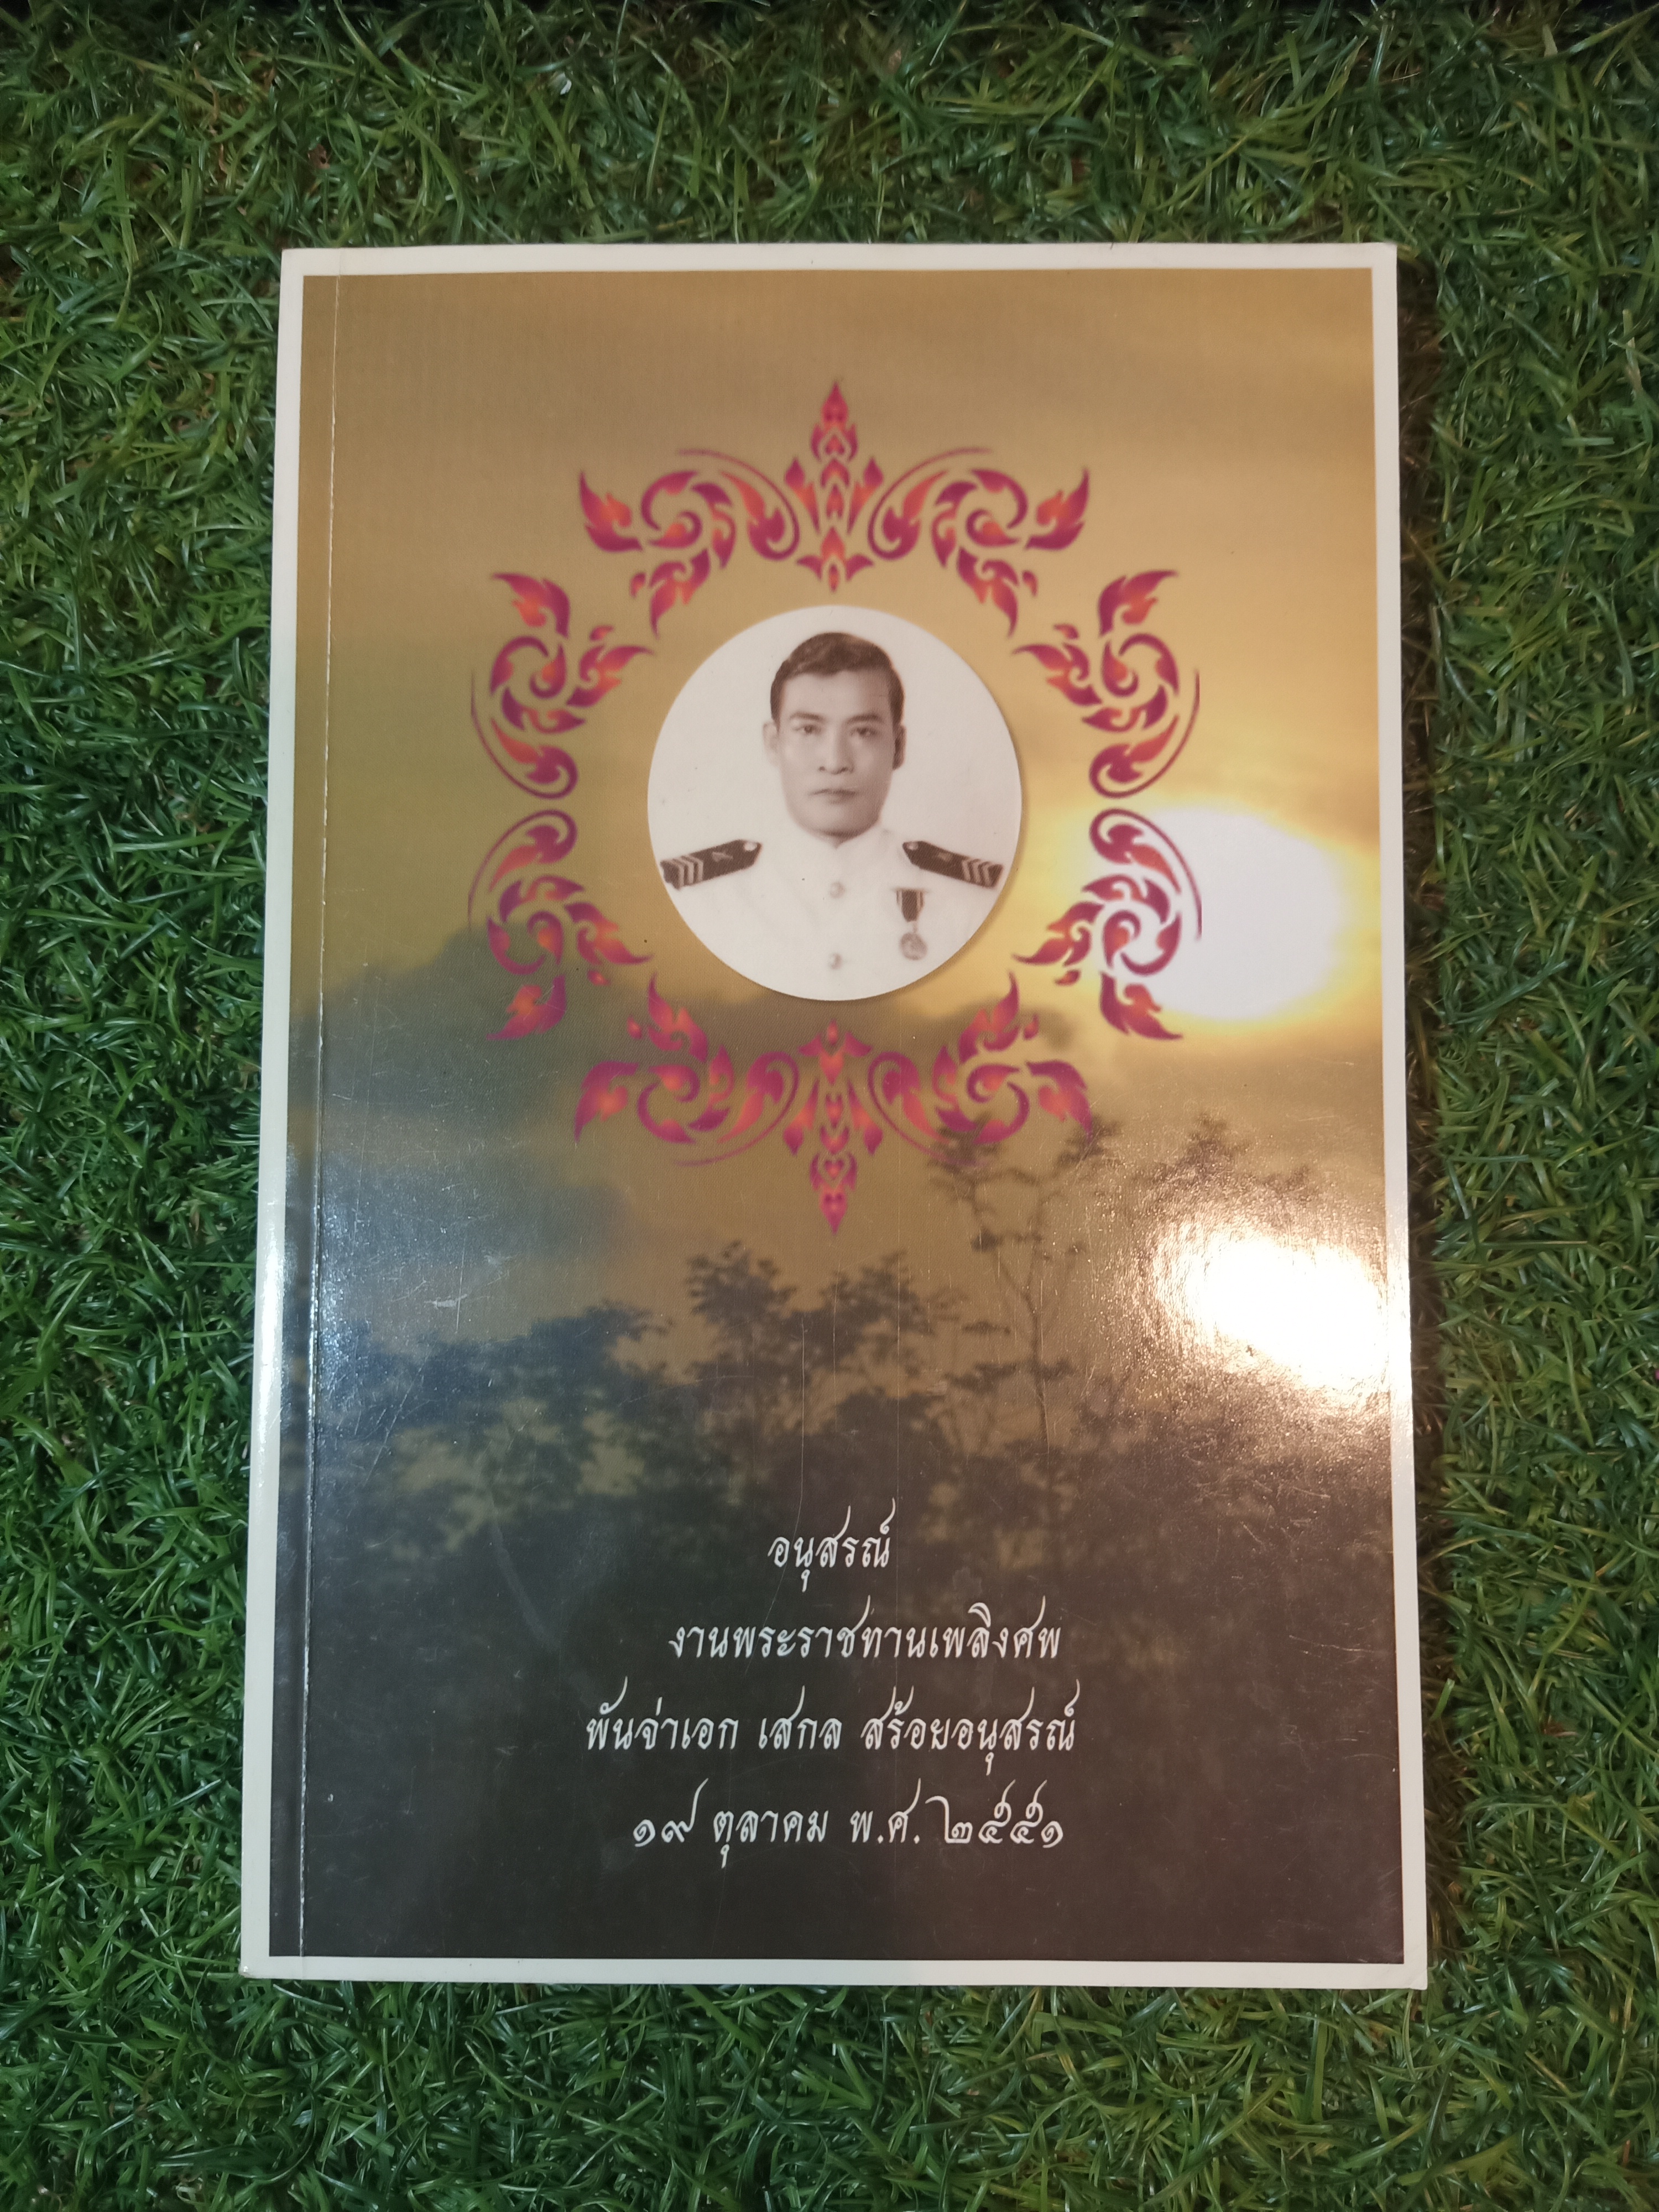 อนุสรณ์
งานพระราชทานเพลิงศพ
พันจ่าเอก เสกล สร้อยอนุสรณ์
๑๙ ตุลาคม พ.ศ. ๒๕๕๑